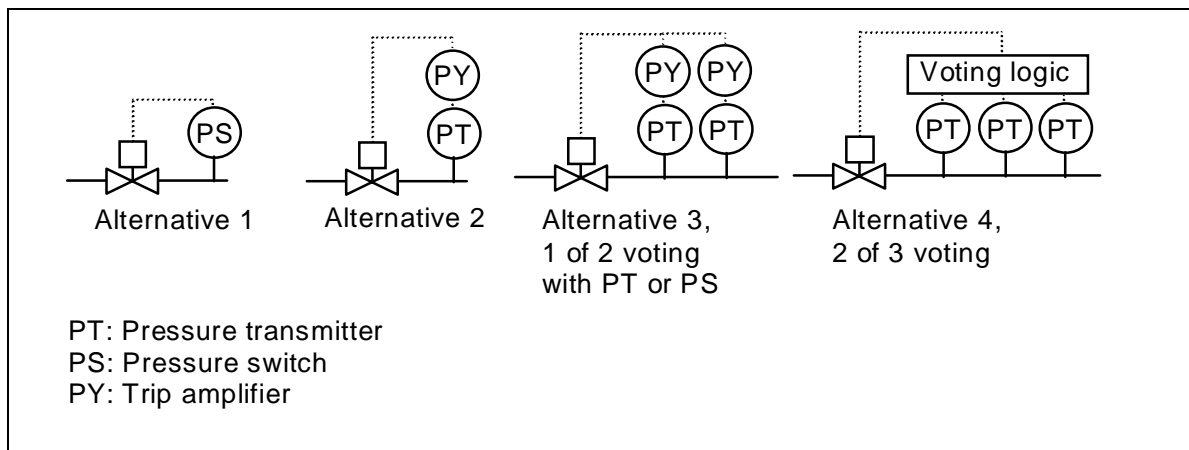 PY
PY
PY
Voting logic
PS
PT
PT
PT
PT
PT
PT
Alternative 1
Alternative 2
Alternative 3,
1 of 2 voting
with PT or PS
Alternative 4,
2 of 3 voting
PT: Pressure transmitter
PS: Pressure switch
PY: Trip amplifier